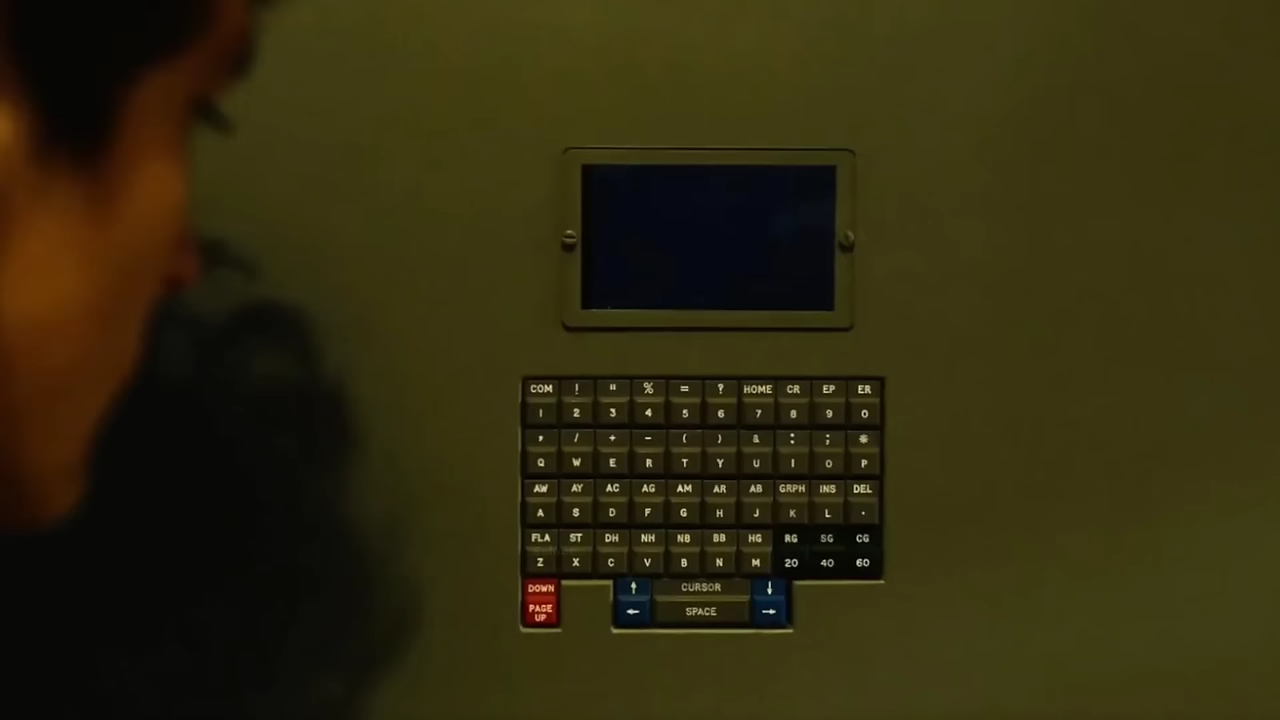 COM ! " % = ? HOME CR EP ER
1 2 3 4 5 6 7 8 9 0
, / + - ( ) & : ; *
Q W E R T Y U I O P
AW AY AC AG AM AR AB GRPH INS DEL
A S D F G H J K L .
FLA ST DH NH NB BB HG RG SG CG
Z X C V B N M 20 40 60
DOWN ↑ CURSOR ↓
PAGE UP ← SPACE →